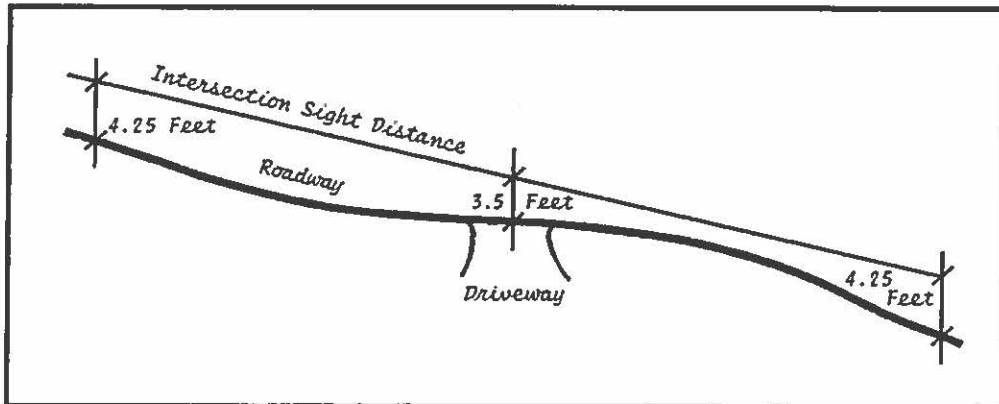 Intersection Sight Distance
4.25 Feet
Roadway
3.5 Feet
4.25
Feet
Driveway